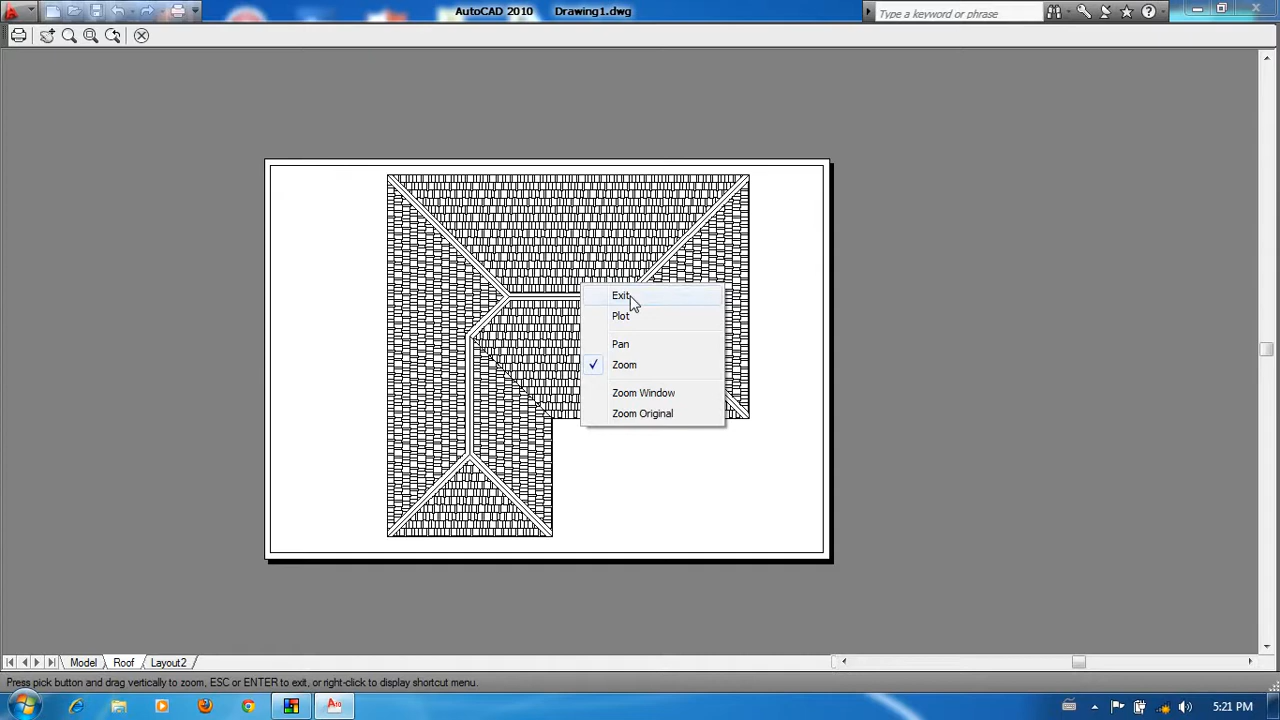 AutoCAD 2010 Drawing1.dwg
Type a keyword or phrase
Exit
Plot
Pan
Zoom
Zoom Window
Zoom Original
Model Roof Layout2
Press pick button and drag vertically to zoom, ESC or ENTER to exit, or right-click to display shortcut menu.
5:21 PM